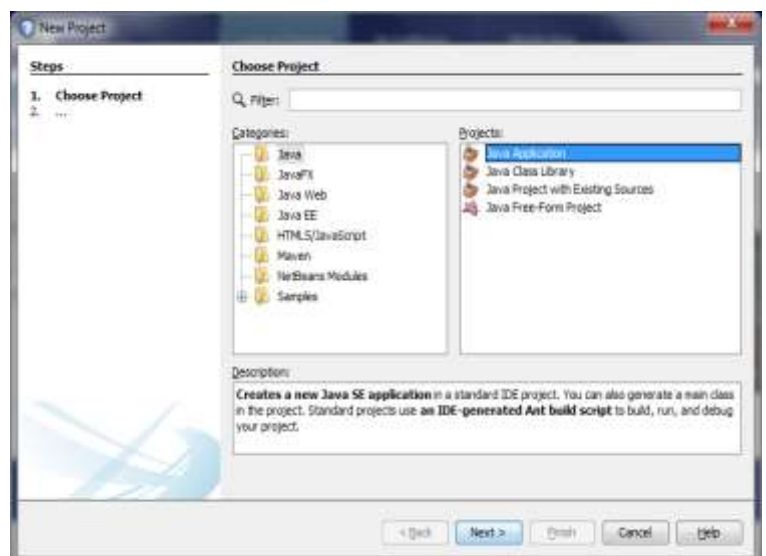 New Project
Steps
1. Choose Project
2. ...
Choose Project
Filter:
Categories:
Java
JavaFX
Java Web
Java EE
HTML5/JavaScript
Maven
NetBeans Modules
Samples
Projects:
Java Application
Java Class Library
Java Project with Existing Sources
Java Free-Form Project
Description:
Creates a new Java SE application in a standard IDE project. You can also generate a main class
in the project. Standard projects use an IDE-generated Ant build script to build, run, and debug
your project.
< Back
Next >
Finish
Cancel
Help